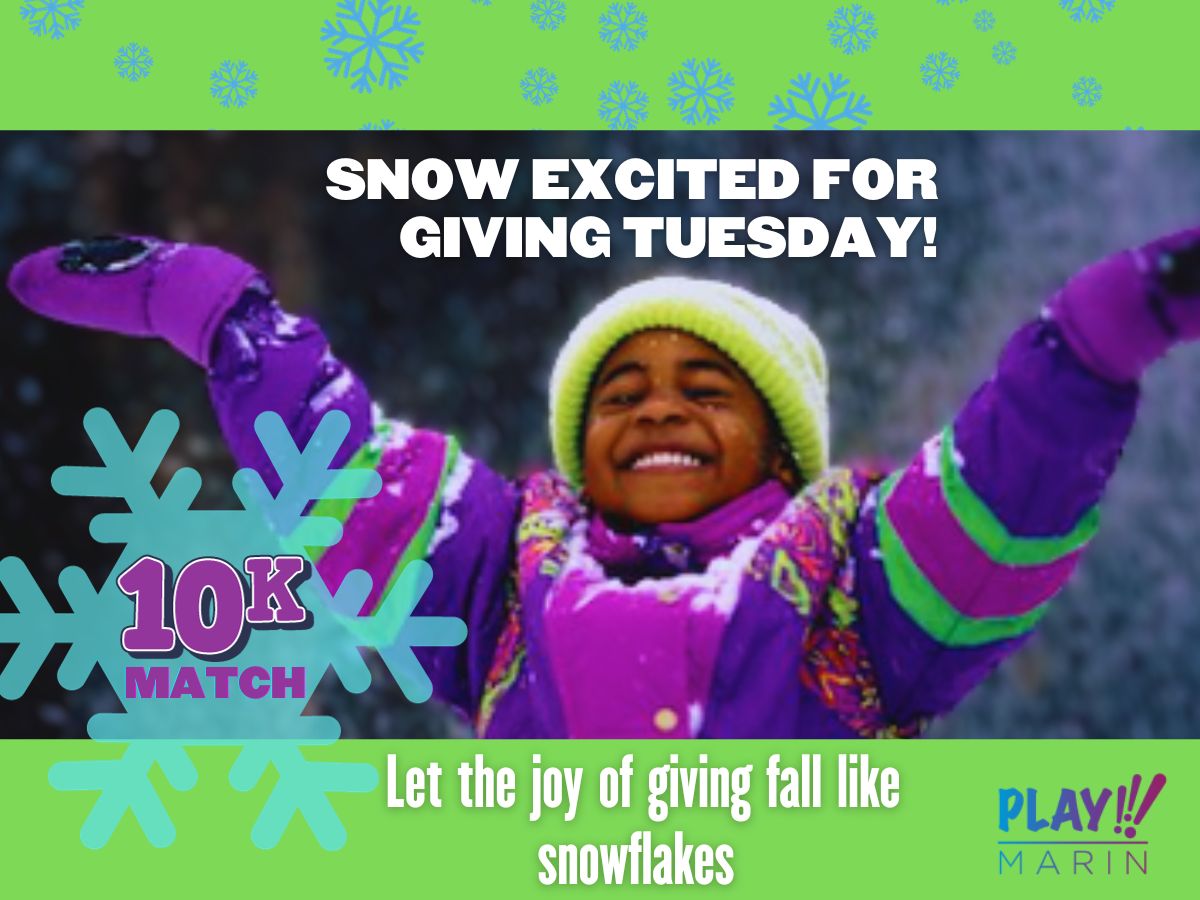 SNOW EXCITED FOR
GIVING TUESDAY!
10K
MATCH
Let the joy of giving fall like
snowflakes
PLAY!!!
MARIN